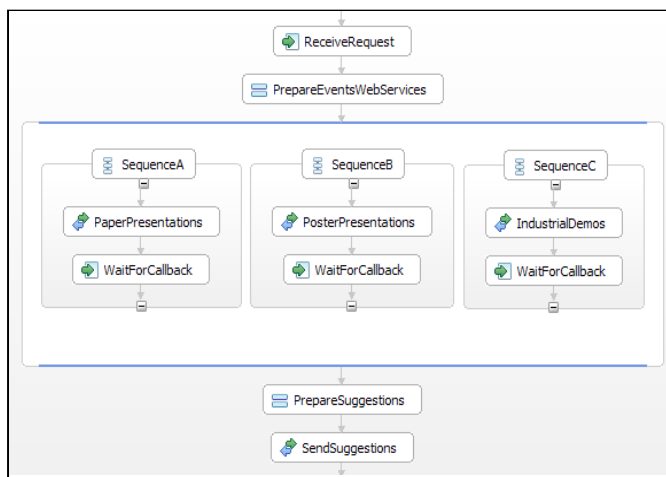 ReceiveRequest
PrepareEventsWebServices
SequenceA
SequenceB
SequenceC
PaperPresentations
PosterPresentations
IndustrialDemos
WaitForCallback
WaitForCallback
WaitForCallback
PrepareSuggestions
SendSuggestions